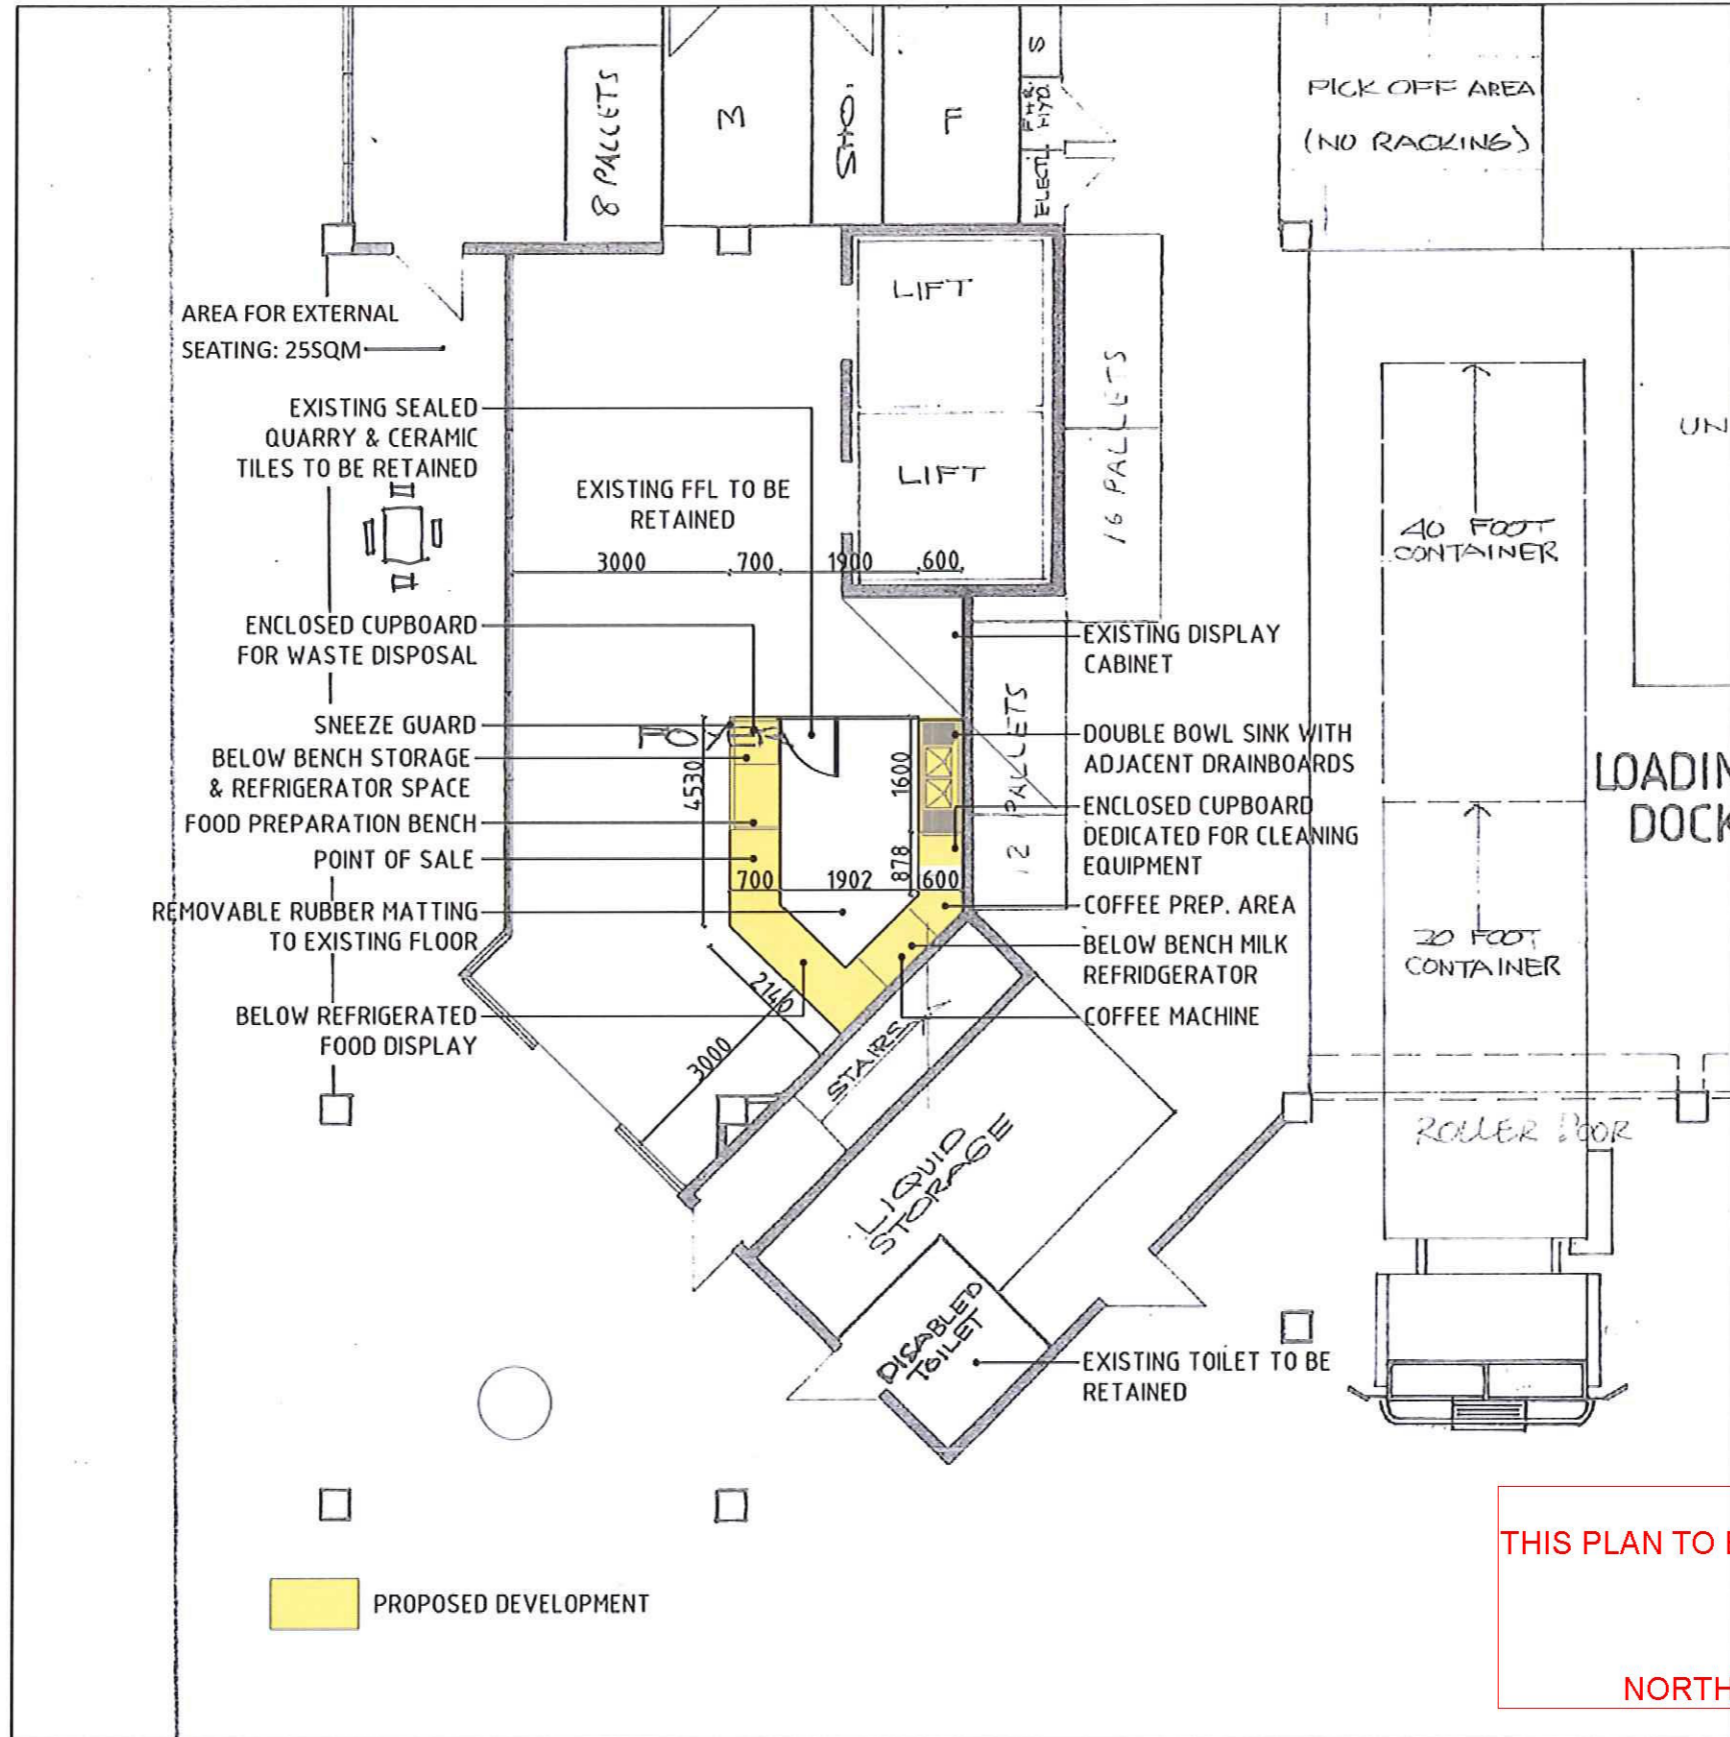 8 PALLETS
M
SHO.
F
S
F.H.R.
HYD.
ELECTL
PICK OFF AREA
(NO RACKING)
LIFT
LIFT
16 PALLETS
AREA FOR EXTERNAL
SEATING: 25SQM
EXISTING SEALED
QUARRY & CERAMIC
TILES TO BE RETAINED
EXISTING FFL TO BE
RETAINED
3000
700
1900
600
UN
40 FOOT
CONTAINER
ENCLOSED CUPBOARD
FOR WASTE DISPOSAL
SNEEZE GUARD
BELOW BENCH STORAGE
& REFRIGERATOR SPACE
FOOD PREPARATION BENCH
POINT OF SALE
REMOVABLE RUBBER MATTING
TO EXISTING FLOOR
BELOW REFRIGERATED
FOOD DISPLAY
4530
1600
878
700
1902
600
2140
3000
12 PALLETS
EXISTING DISPLAY
CABINET
DOUBLE BOWL SINK WITH
ADJACENT DRAINBOARDS
ENCLOSED CUPBOARD
DEDICATED FOR CLEANING
EQUIPMENT
COFFEE PREP. AREA
BELOW BENCH MILK
REFRIDGERATOR
COFFEE MACHINE
LOADIN
DOCK
20 FOOT
CONTAINER
STAIRS
ROLLER DOOR
LIQUID
STORAGE
DISABLED
TOILET
EXISTING TOILET TO BE
RETAINED
PROPOSED DEVELOPMENT
THIS PLAN TO
NORTH